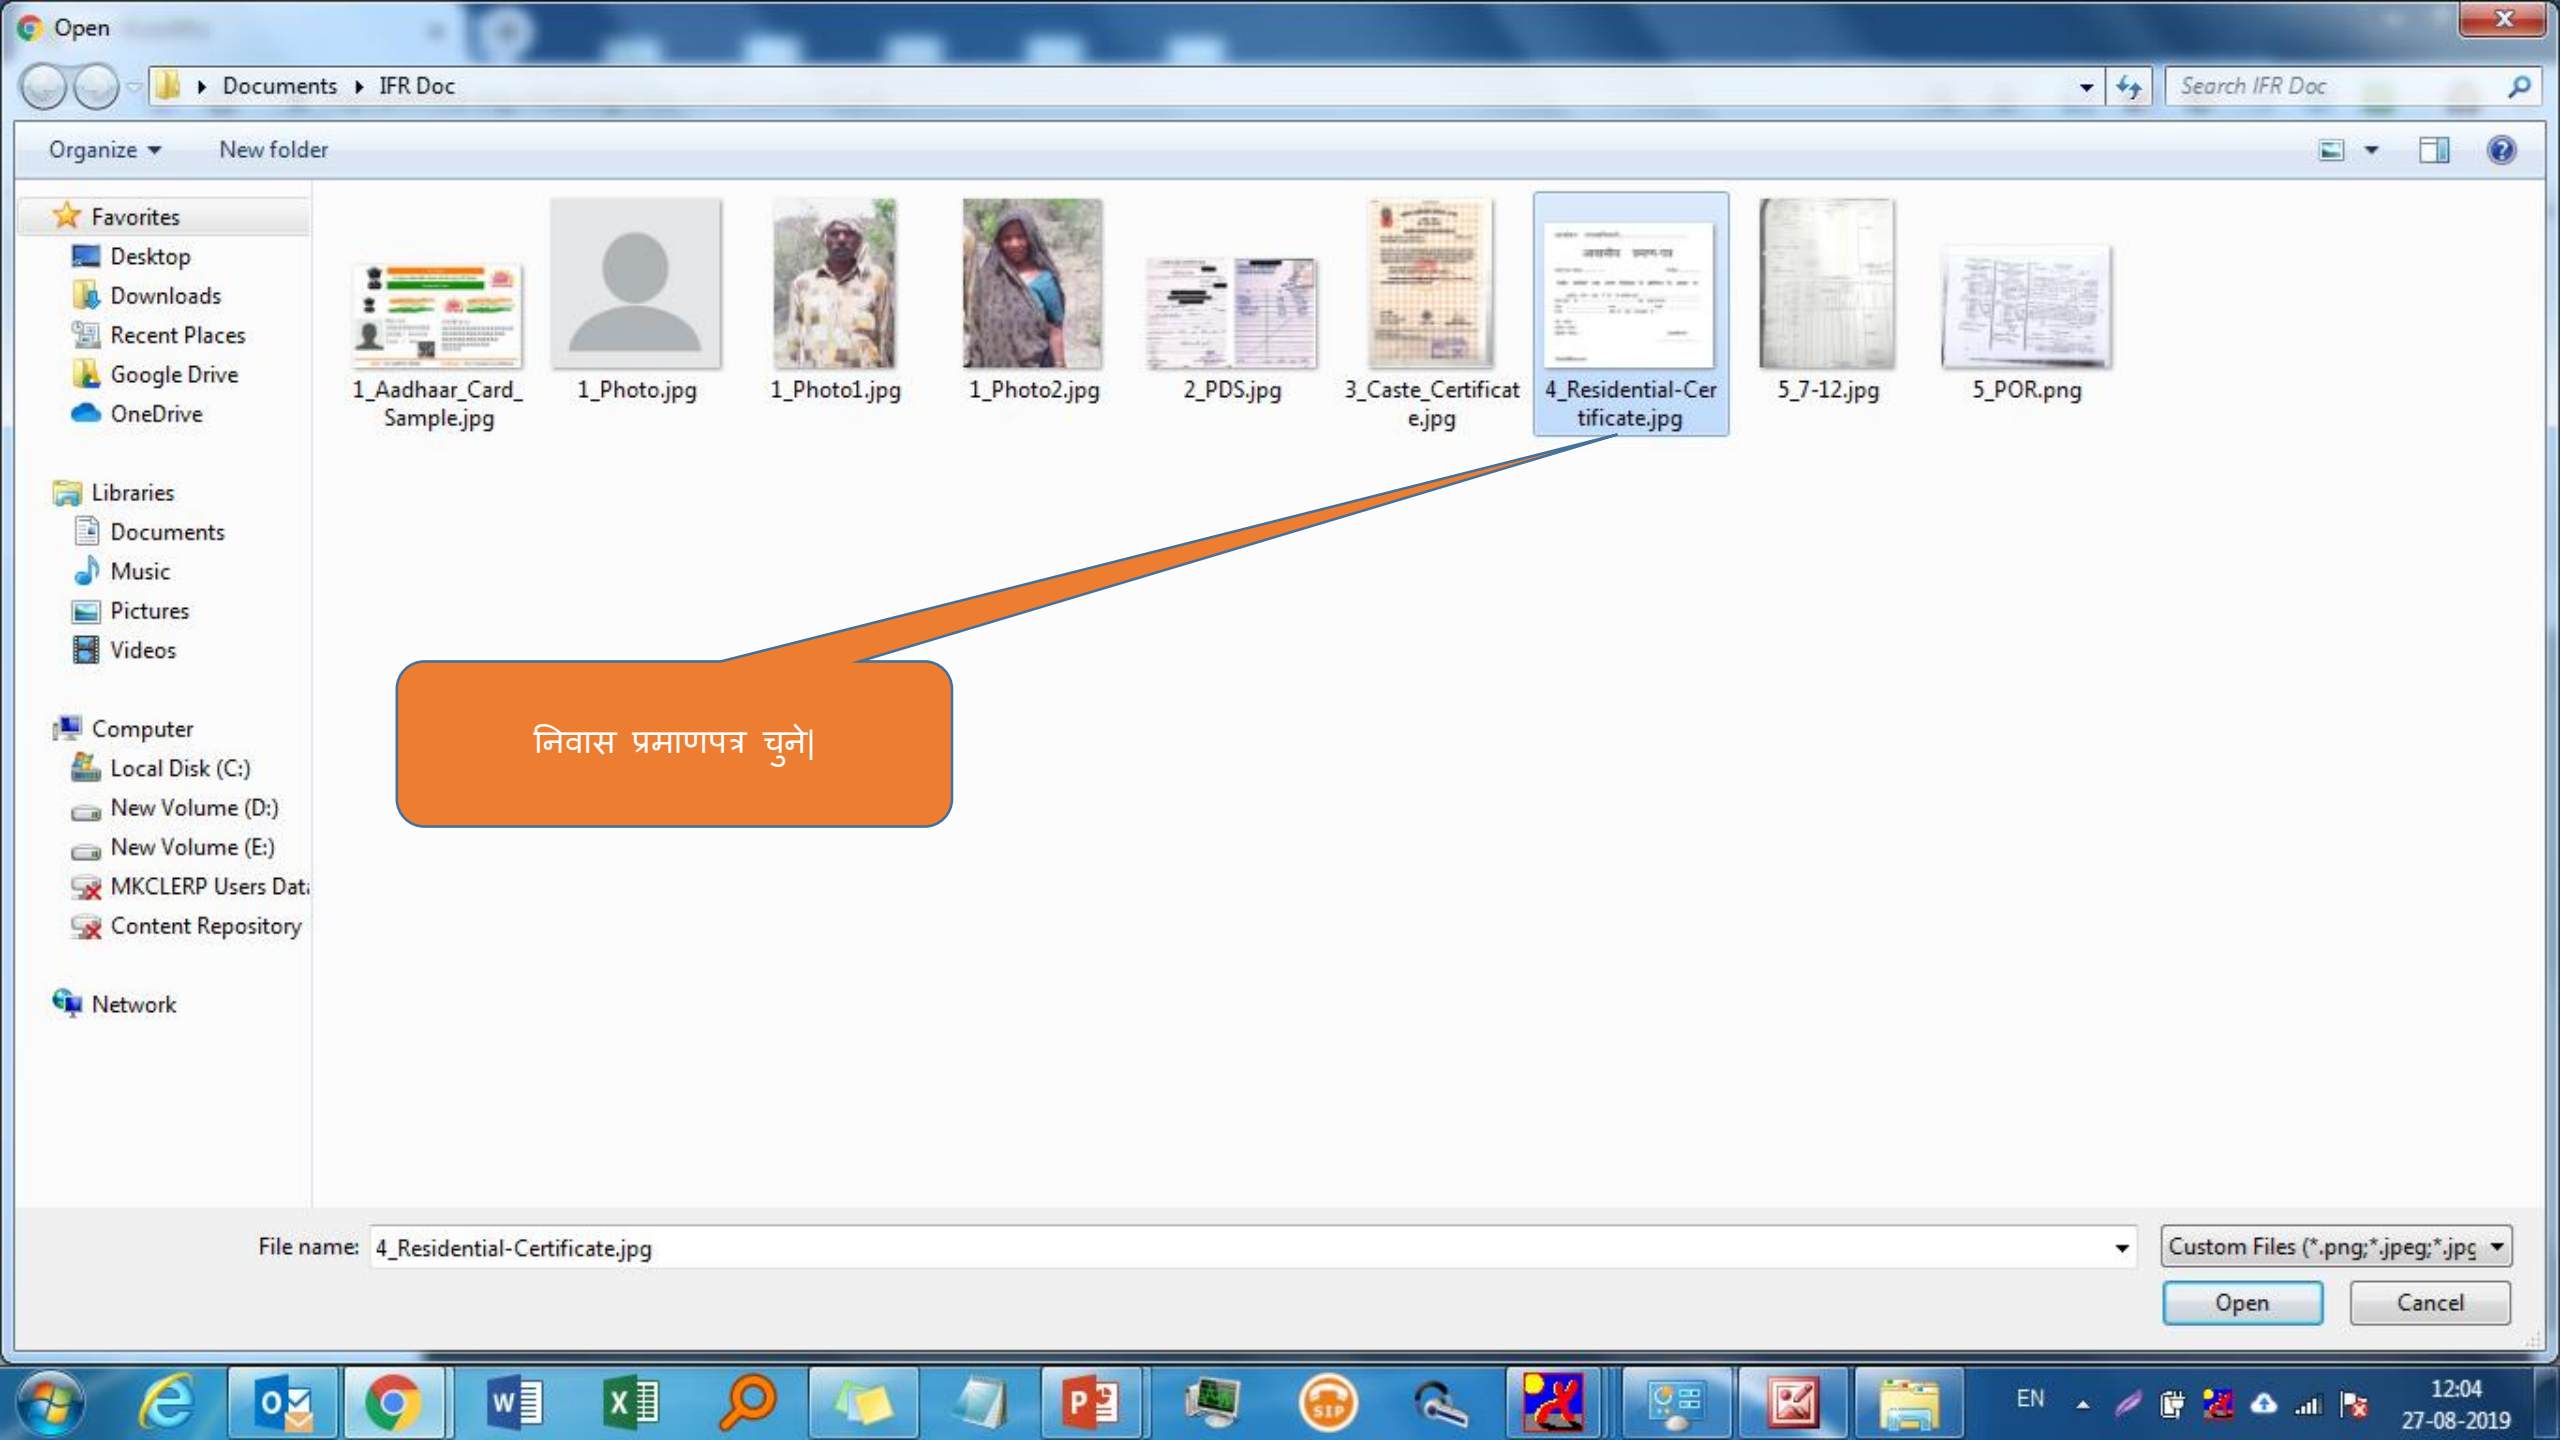 Open
Documents ▸ IFR Doc
Search IFR Doc
Organize
New folder
Favorites
Desktop
Downloads
Recent Places
Google Drive
OneDrive
Libraries
Documents
Music
Pictures
Videos
Computer
Local Disk (C:)
New Volume (D:)
New Volume (E:)
MKCLERP Users Dat
Content Repository
Network
आवासीय प्रमाण-पत्र
1_Aadhaar_Card_
Sample.jpg
1_Photo.jpg
1_Photo1.jpg
1_Photo2.jpg
2_PDS.jpg
3_Caste_Certificat
e.jpg
4_Residential-Cer
tificate.jpg
5_7-12.jpg
5_POR.png
निवास प्रमाणपत्र चुने|
File name: 4_Residential-Certificate.jpg
Custom Files (*.png;*.jpeg;*.jpg
Open
Cancel
SIP
EN
12:04
27-08-2019